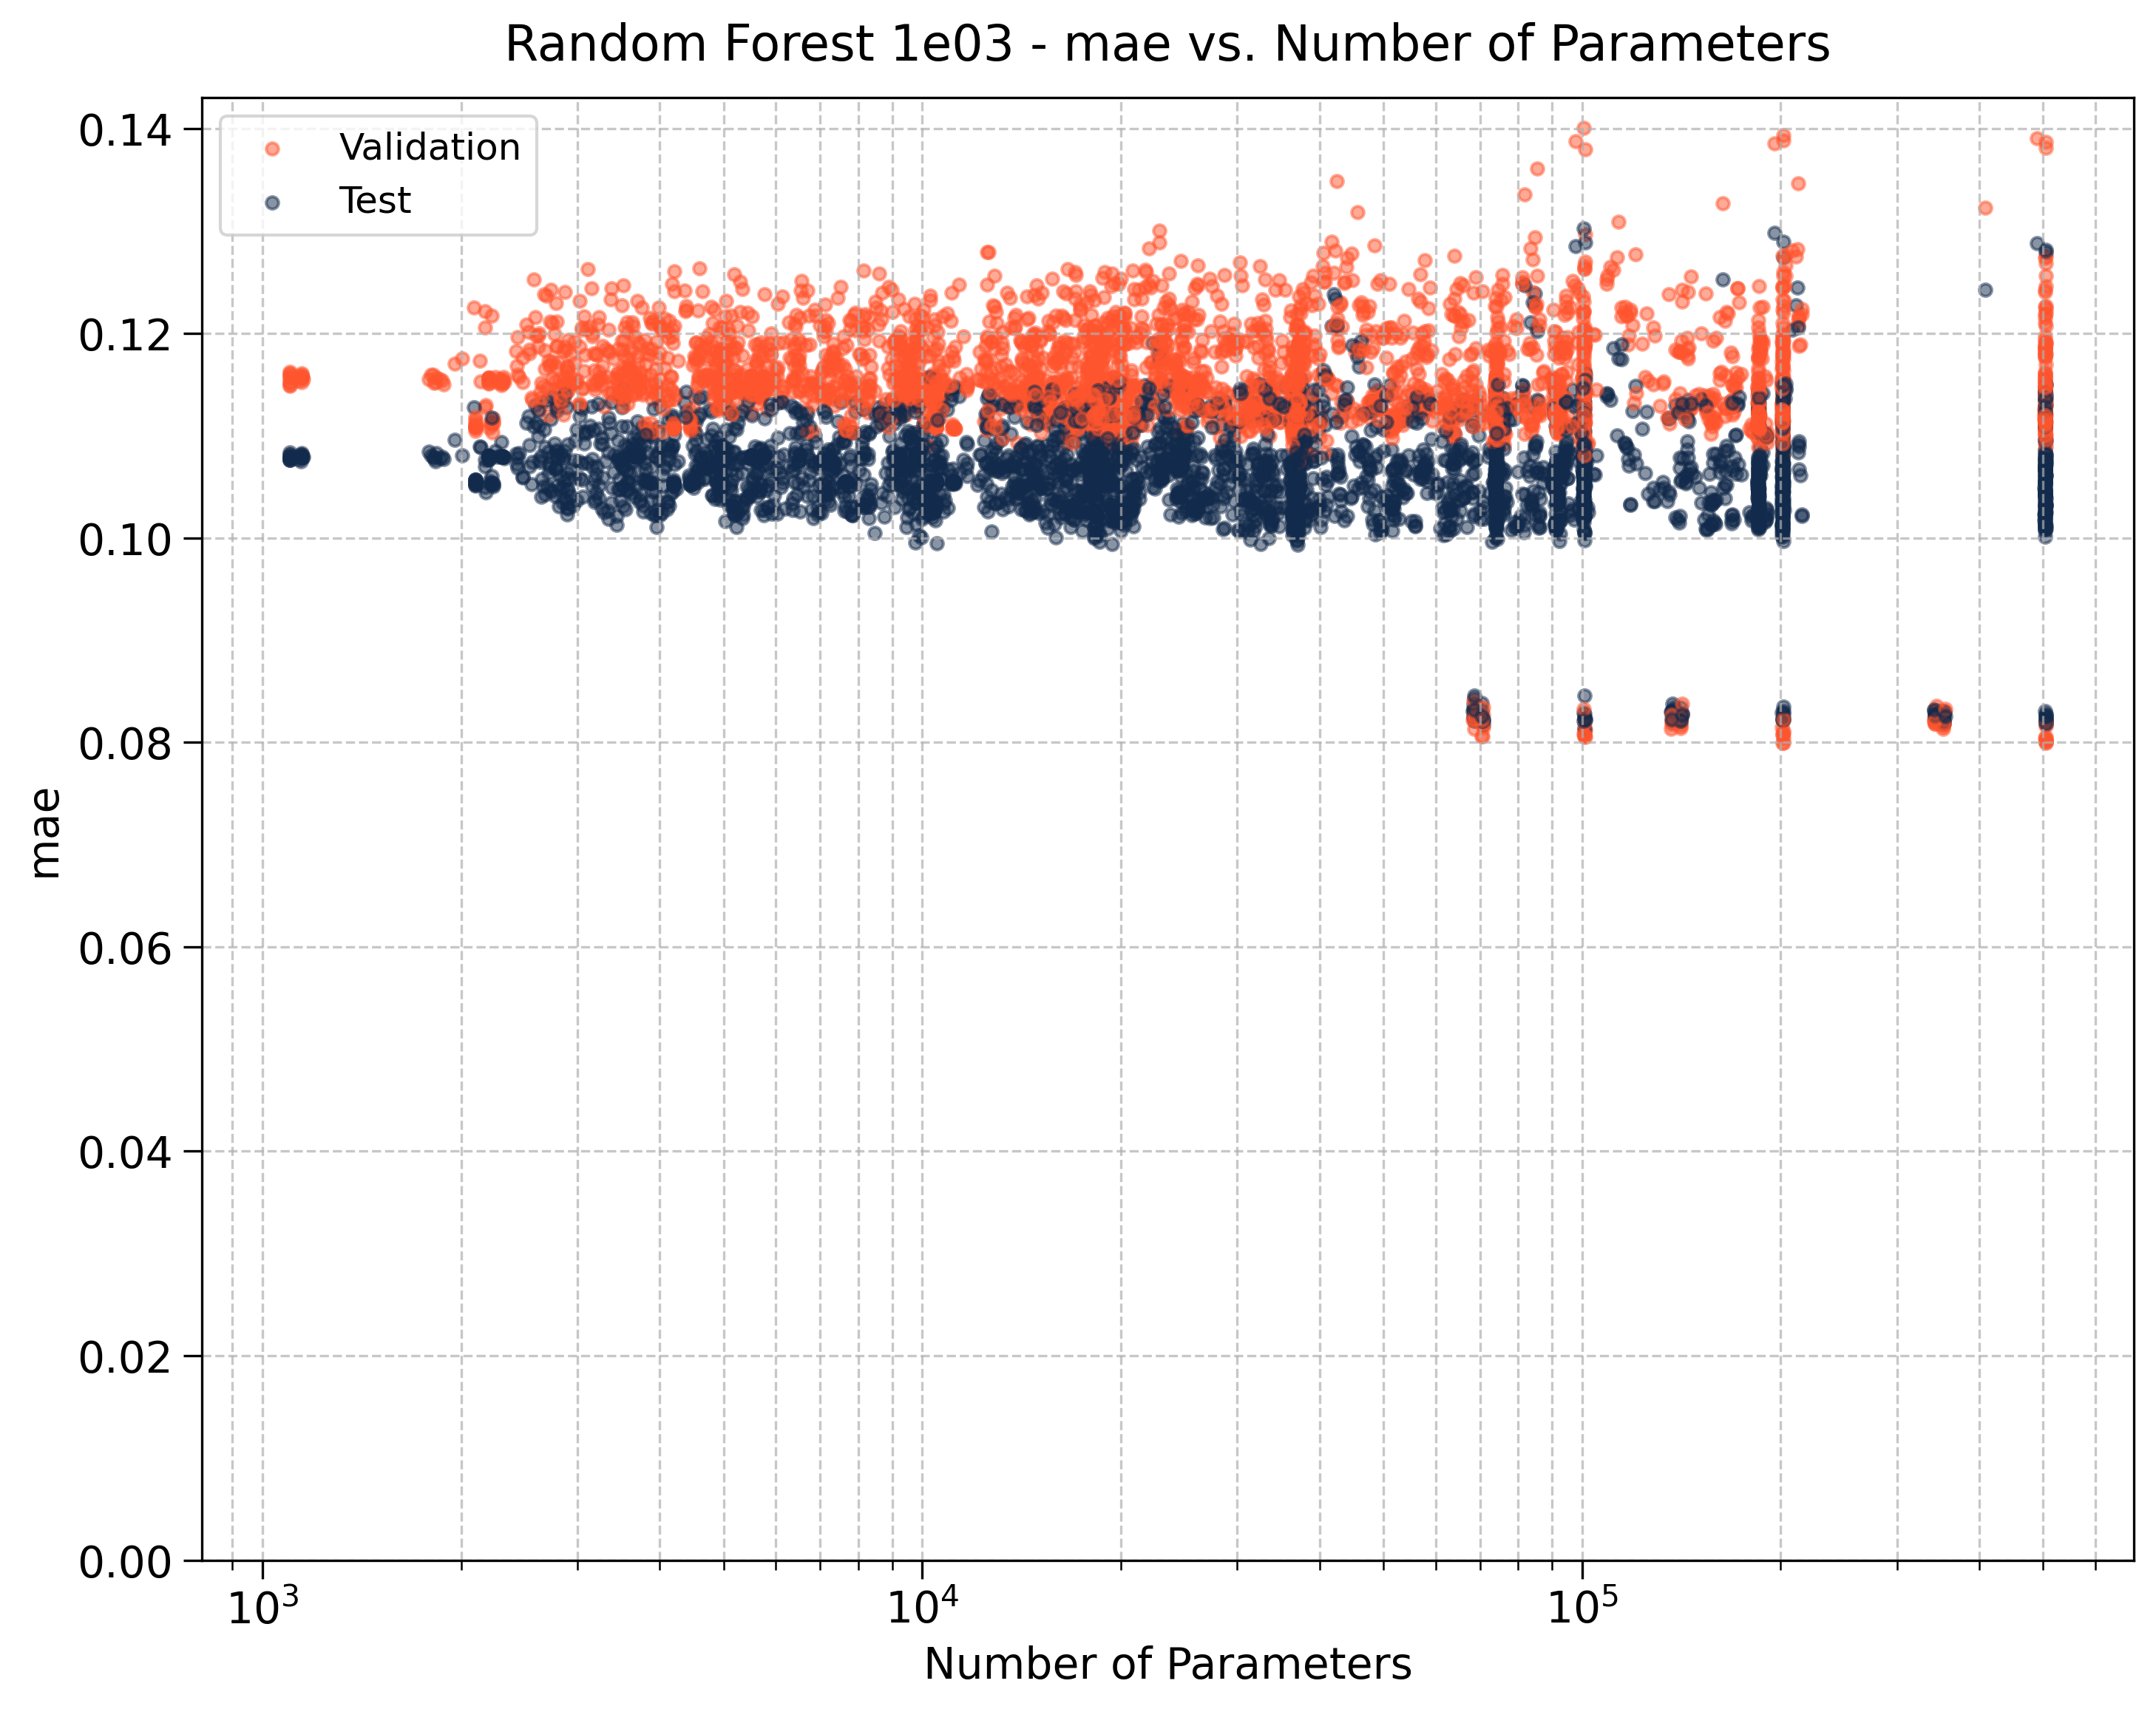 Random Forest 1e03 - mae vs. Number of Parameters
Validation
Test
0.14
0.12
0.10
0.08
0.06
0.04
0.02
0.00
mae
10³
10⁴
10⁵
Number of Parameters